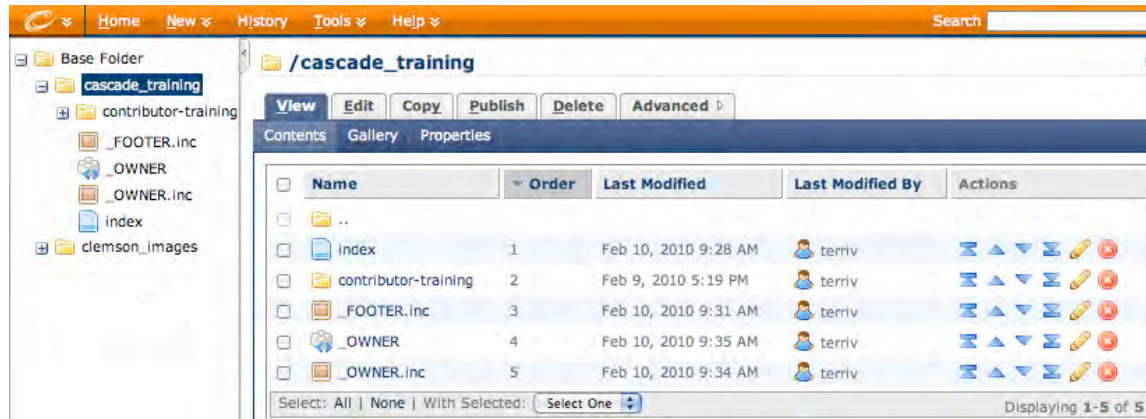 Home New History Tools Help Search
Base Folder
cascade_training
contributor-training
_FOOTER.inc
_OWNER
_OWNER.inc
index
clemson_images
/cascade_training
View Edit Copy Publish Delete Advanced
Contents Gallery Properties
Name Order Last Modified Last Modified By Actions
..
index 1 Feb 10, 2010 9:28 AM terriv
contributor-training 2 Feb 9, 2010 5:19 PM terriv
_FOOTER.inc 3 Feb 10, 2010 9:31 AM terriv
_OWNER 4 Feb 10, 2010 9:35 AM terriv
_OWNER.inc 5 Feb 10, 2010 9:34 AM terriv
Select: All | None | With Selected: Select One Displaying 1-5 of 5